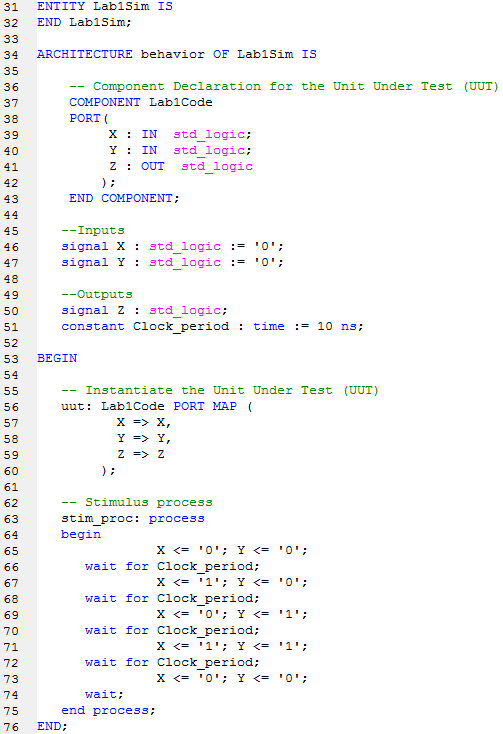 31 ENTITY Lab1Sim IS
32 END Lab1Sim;
33
34 ARCHITECTURE behavior OF Lab1Sim IS
35
36     -- Component Declaration for the Unit Under Test (UUT)
37     COMPONENT Lab1Code
38     PORT(
39          X : IN  std_logic;
40          Y : IN  std_logic;
41          Z : OUT  std_logic
42         );
43     END COMPONENT;
44
45    --Inputs
46    signal X : std_logic := '0';
47    signal Y : std_logic := '0';
48
49    --Outputs
50    signal Z : std_logic;
51    constant Clock_period : time := 10 ns;
52
53 BEGIN
54
55    -- Instantiate the Unit Under Test (UUT)
56    uut: Lab1Code PORT MAP (
57           X => X,
58           Y => Y,
59           Z => Z
60         );
61
62    -- Stimulus process
63    stim_proc: process
64    begin
65                X <= '0'; Y <= '0';
66       wait for Clock_period;
67                X <= '1'; Y <= '0';
68       wait for Clock_period;
69                X <= '0'; Y <= '1';
70       wait for Clock_period;
71                X <= '1'; Y <= '1';
72       wait for Clock_period;
73                X <= '0'; Y <= '0';
74       wait;
75    end process;
76 END;